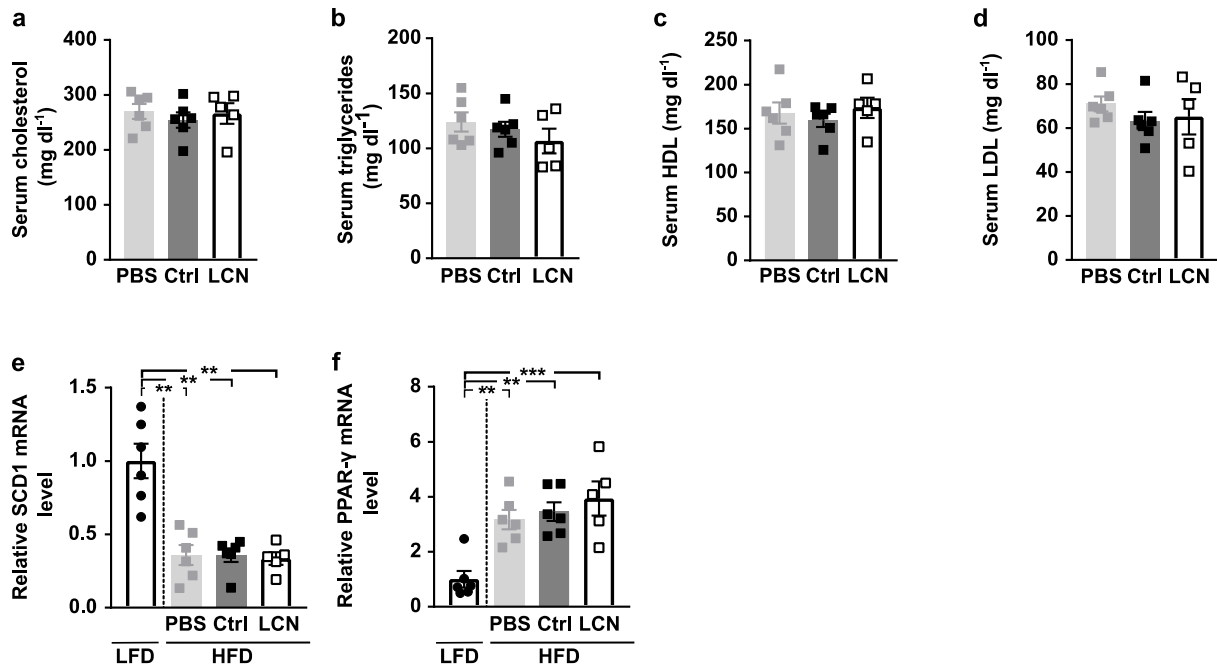 a
Serum cholesterol
(mg dl⁻¹)
400
300
200
100
0
PBS Ctrl LCN
b
Serum triglycerides
(mg dl⁻¹)
200
150
100
50
0
PBS Ctrl LCN
c
Serum HDL (mg dl⁻¹)
250
200
150
100
50
0
PBS Ctrl LCN
d
Serum LDL (mg dl⁻¹)
100
80
60
40
20
0
PBS Ctrl LCN
e
Relative SCD1 mRNA
level
**
**
**
1.5
1.0
0.5
0.0
PBS Ctrl LCN
LFD HFD
f
Relative PPAR-γ mRNA
level
***
**
**
8
6
4
2
0
PBS Ctrl LCN
LFD HFD